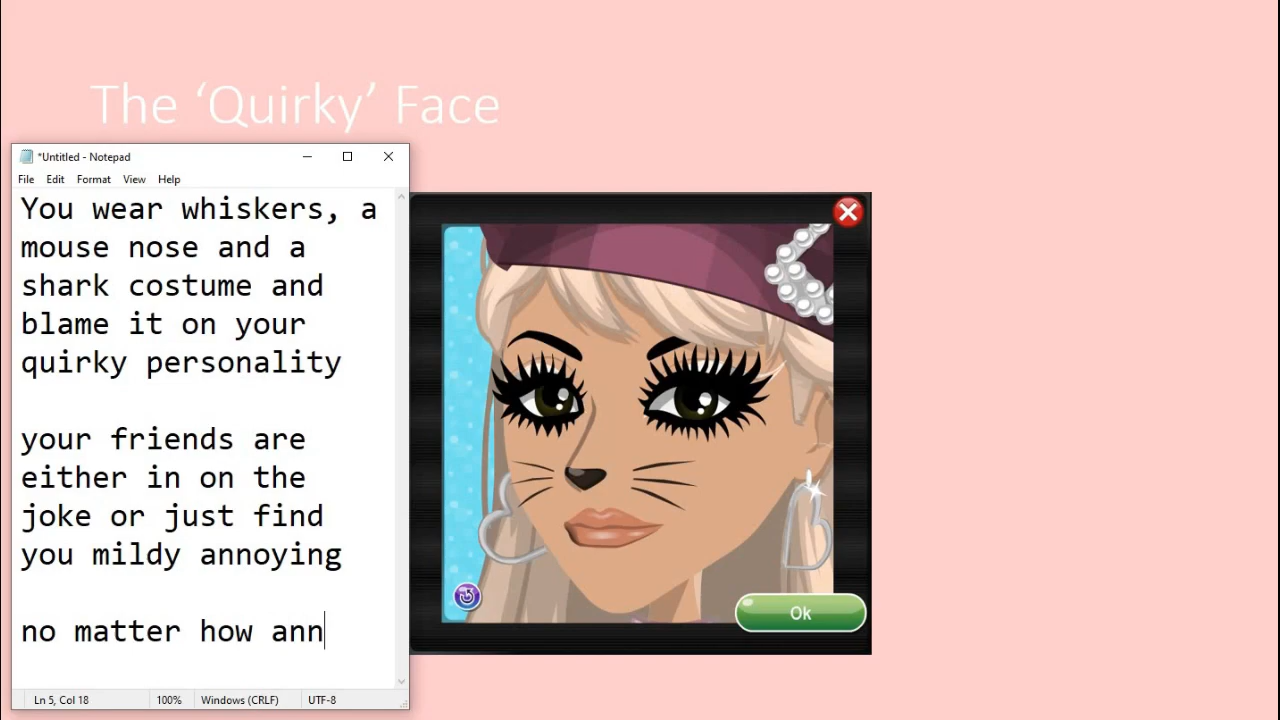 The ‘Quirky’ Face
*Untitled - Notepad
File Edit Format View Help
You wear whiskers, a
mouse nose and a
shark costume and
blame it on your
quirky personality
your friends are
either in on the
joke or just find
you mildy annoying
no matter how ann
Ok
Ln 5, Col 18 100% Windows (CRLF) UTF-8